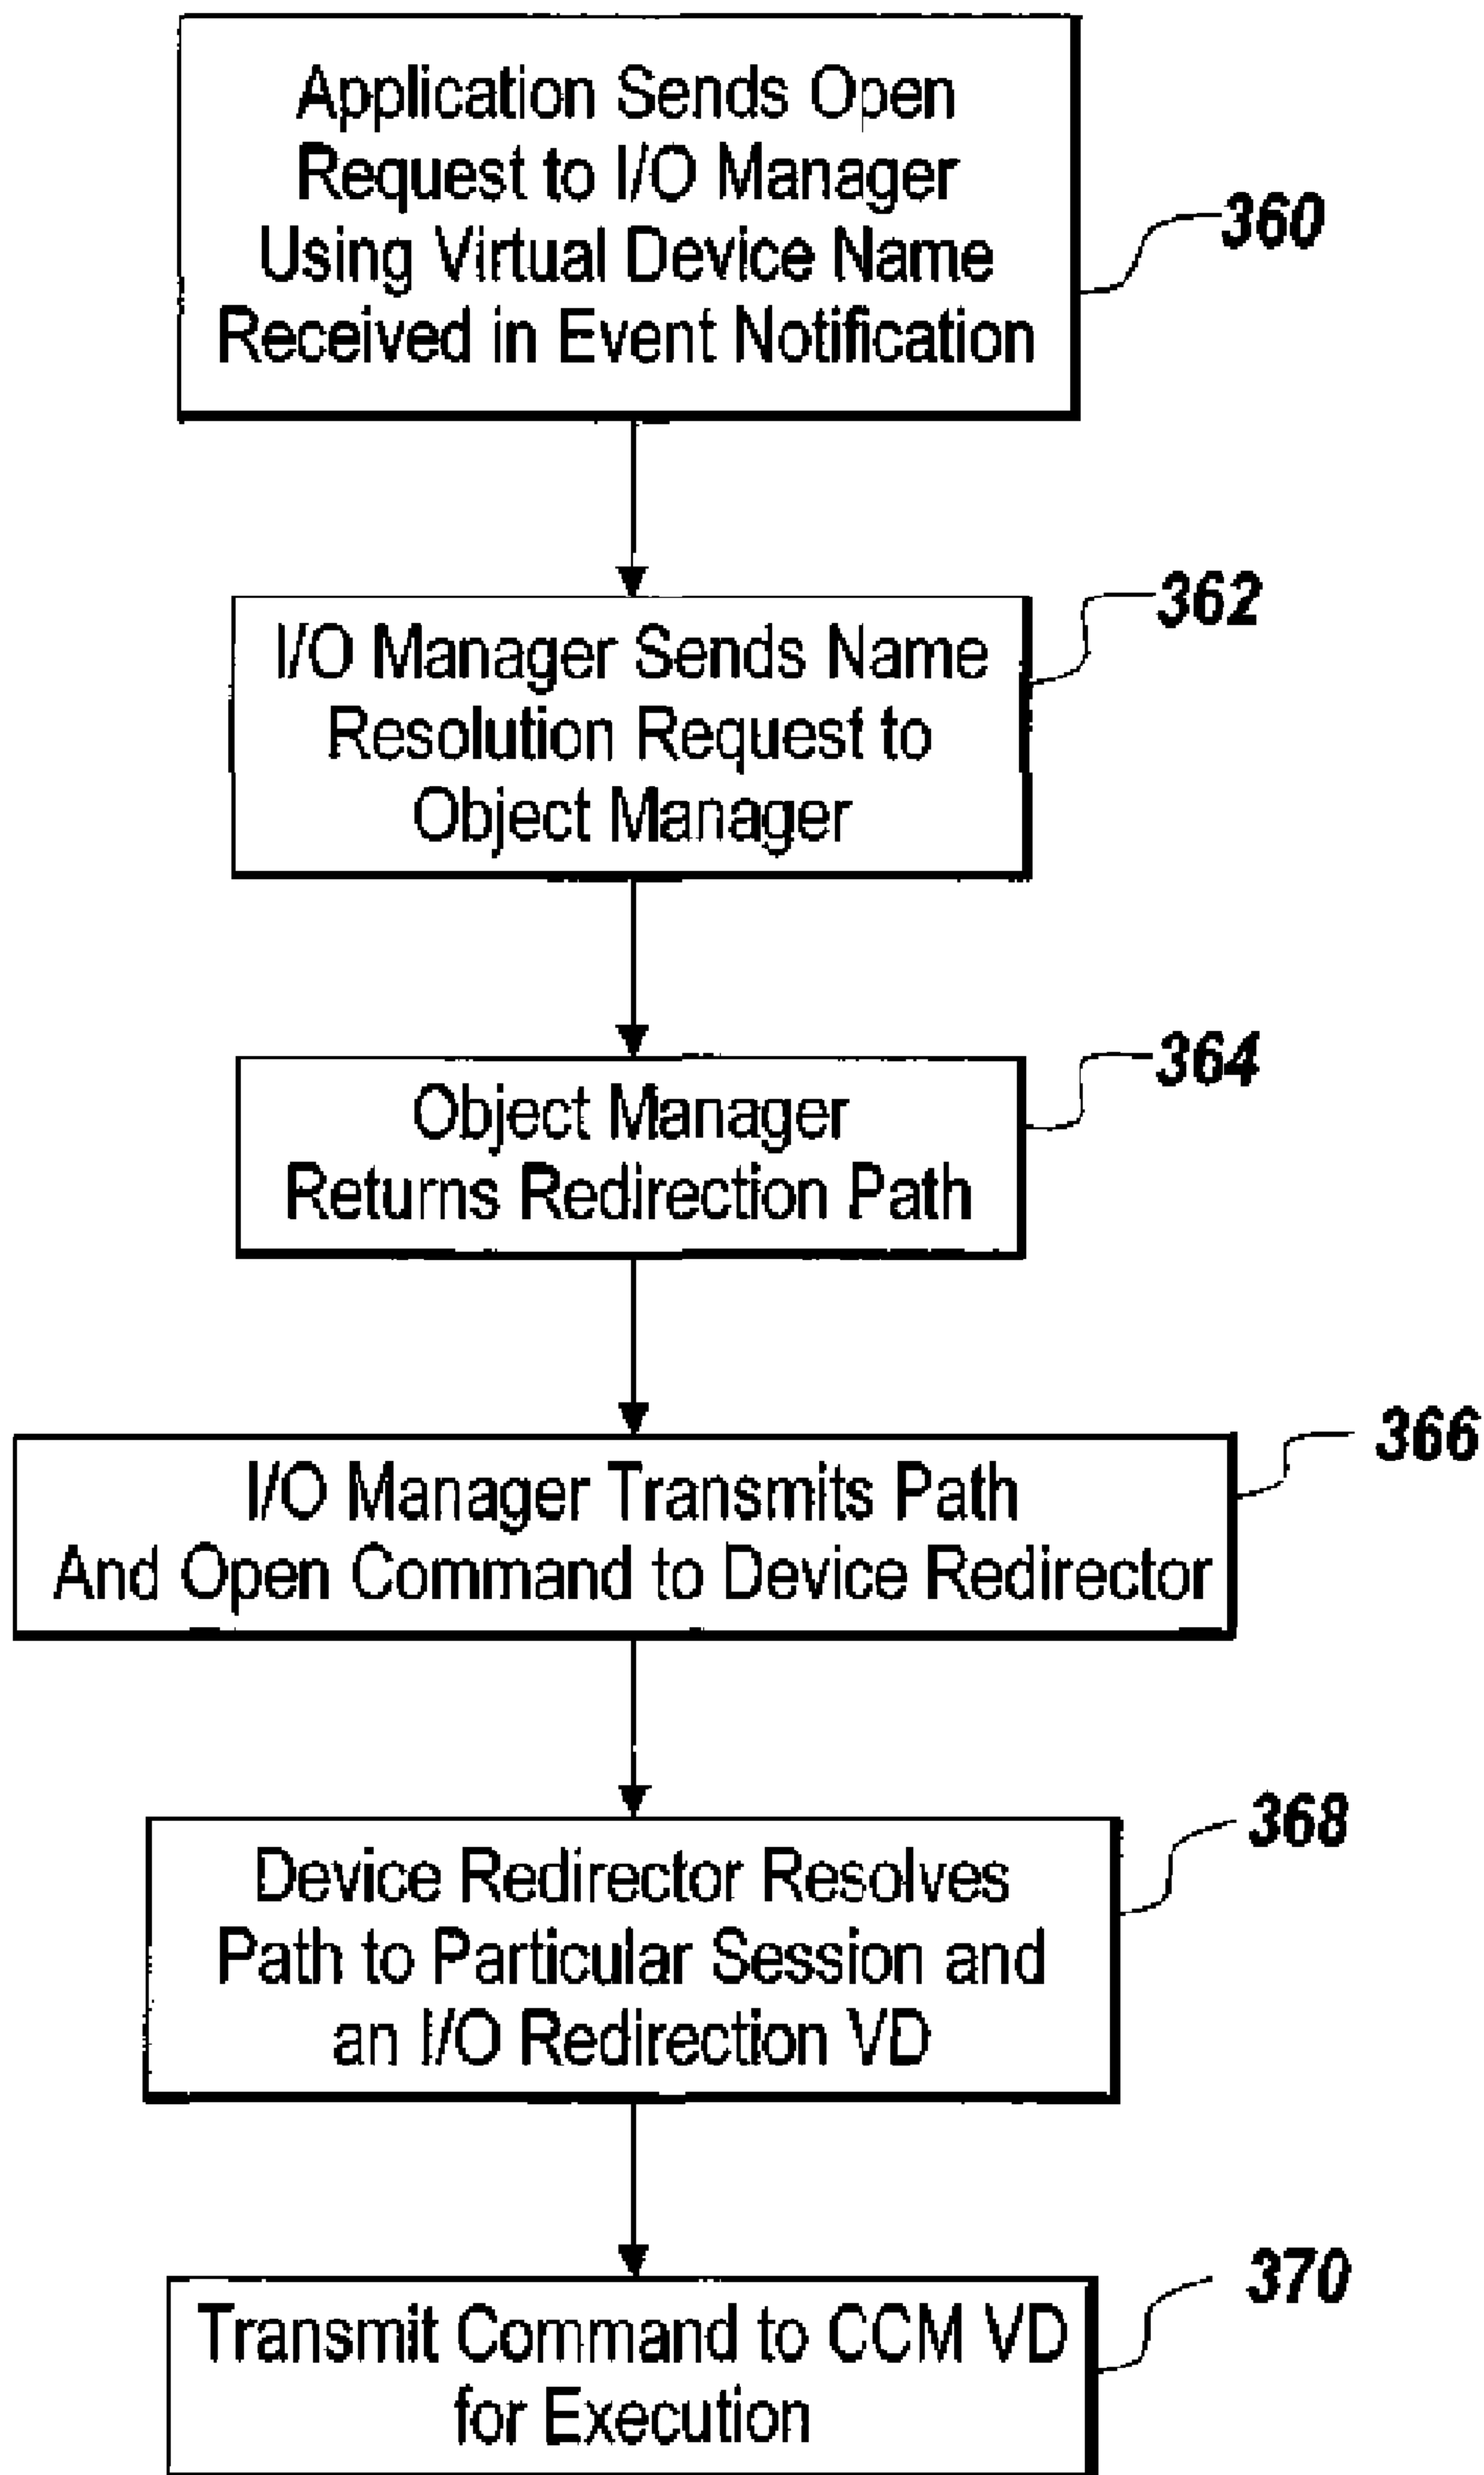 Application Sends Open
Request to I/O Manager
Using Virtual Device Name
Received in Event Notification
360
I/O Manager Sends Name
Resolution Request to
Object Manager
362
Object Manager
Returns Redirection Path
364
I/O Manager Transmits Path
And Open Command to Device Redirector
366
Device Redirector Resolves
Path to Particular Session and
an I/O Redirection VD
368
Transmit Command to CCM VD
for Execution
370